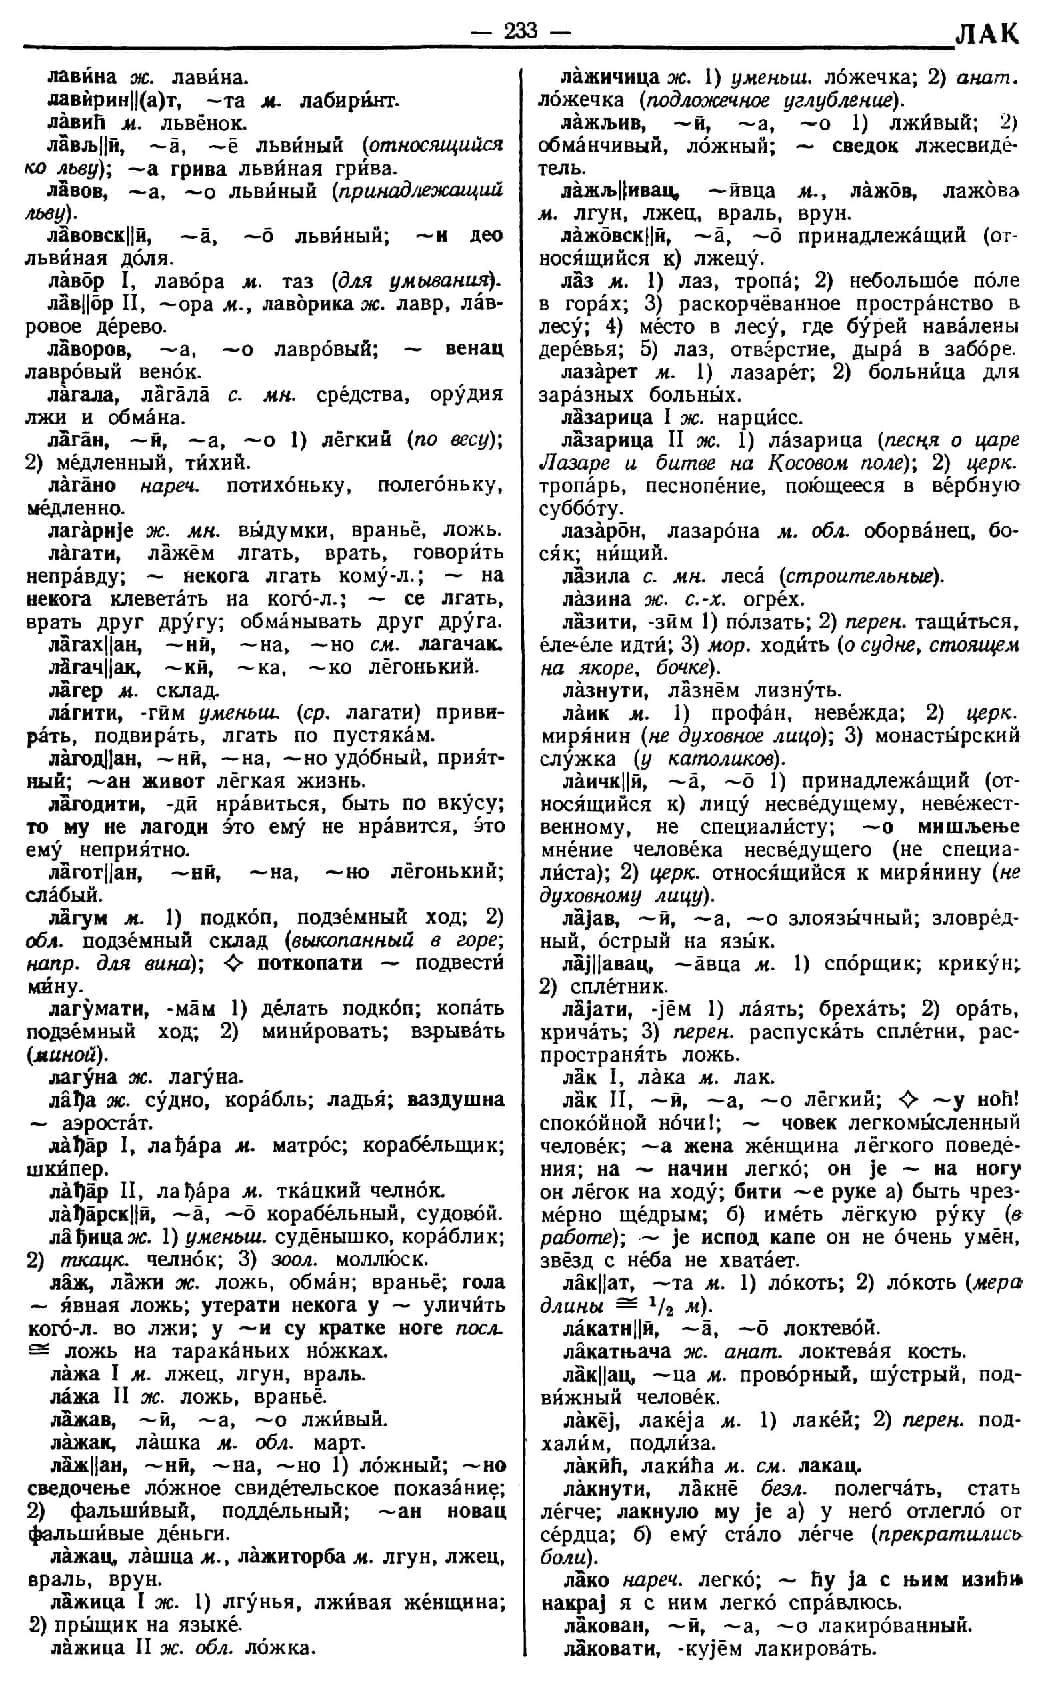 — 233 —
ЛАК
лави́на ж. лави́на.
лавѝрин||(а)т, ~та м. лабири́нт.
ла̀виħ м. львёнок.
ла̏вљ||ӣ, ~ā, ~ē льви́ный (относящийся
ко льву); ~а грива льви́ная гри́ва.
ла̏вов, ~а, ~о льви́ный (принадлежащий
льву).
ла̏вовск||ӣ, ~ā, ~ō льви́ный; ~и део
льви́ная до́ля.
ла̀вōр I, лаво́ра м. таз (для умывания).
ла̏в||ōр II, ~ора м., лаво̀рика ж. лавр, ла́в-
ровое де́рево.
ла̏воров, ~а, ~о лавро́вый; ~ венац
лавро́вый вено́к.
ла̀гала, ла̏га̄ла̄ с. мн. сре́дства, ору́дия
лжи и обма́на.
ла̏га̄н, ~ӣ, ~а, ~о 1) лёгкий (по весу);
2) ме́дленный, ти́хий.
ла̀га̄но нареч. потихо́ньку, полего́ньку,
ме́дленно.
лага̀рије ж. мн. вы́думки, враньё, ложь.
ла̀гати, ла̏жēм лгать, врать, говори́ть
непра́вду; ~ некога лгать кому́-л.; ~ на
некога клевета́ть на кого́-л.; ~ се лгать,
врать друг дру́гу; обма́нывать друг дру́га.
ла̏гах||ан, ~нӣ, ~на, ~но см. лагачак.
ла̏гач||ак, ~кӣ, ~ка, ~ко лёгонький.
ла̏гер м. склад.
ла́гити, -гӣм уменьш. (ср. лагати) приви-
ра́ть, подвира́ть, лгать по пустяка́м.
ла̀год||ан, ~нӣ, ~на, ~но удо́бный, прия́т-
ный; ~ан живот лёгкая жизнь.
ла̏годити, -дӣ нра́виться, быть по вку́су;
то му не лагоди э́то ему́ не нра́вится, э́то
ему́ неприя́тно.
ла̏гот||ан, ~нӣ, ~на, ~но лёгонький;
сла́бый.
ла̏гум м. 1) подко́п, подзе́мный ход; 2)
обл. подзе́мный склад (выкопанный в горе;
напр. для вина); ◇ поткопати ~ подвести́
ми́ну.
лагу̀мати, -ма̄м 1) де́лать подко́п; копа́ть
подзе́мный ход; 2) мини́ровать; взрыва́ть
(миной).
лагу́на ж. лагу́на.
ла̑ђа ж. су́дно, кора́бль; ладья́; ваздушна
~ аэроста́т.
ла̀ђа̄р I, лађа́ра м. матро́с; корабе́льщик;
шки́пер.
ла̀ђа̄р II, лађа́ра м. тка́цкий челно́к.
ла̀ђа̄рск||ӣ, ~ā, ~ō корабе́льный, судово́й.
ла̑ђица ж. 1) уменьш. судёнышко, кора́блик;
2) ткацк. челно́к; 3) зоол. моллю́ск.
ла̑ж, ла̏жи ж. ложь, обма́н; враньё; гола
~ я́вная ложь; утерати некога у ~ уличи́ть
кого́-л. во лжи; у ~и су кратке ноге посл.
≅ ложь на тарака́ньих но́жках.
ла́жа I м. лжец, лгун, враль.
ла́жа II ж. ложь, враньё.
ла̏жав, ~ӣ, ~а, ~о лжи́вый.
ла̀жак, ла̏шка м. обл. март.
ла̏ж||ан, ~нӣ, ~на, ~но 1) ло́жный; ~но
сведочење ло́жное свиде́тельское показа́ние;
2) фальши́вый, подде́льный; ~ан новац
фальши́вые де́ньги.
ла̀жац, ла̏шца м., ла̀житорба м. лгун, лжец,
враль, врун.
ла̏жица I ж. 1) лгу́нья, лжи́вая же́нщина;
2) пры́щик на языке́.
ла̀жица II ж. обл. ло́жка.
ла̀жичица ж. 1) уменьш. ло́жечка; 2) анат.
ло́жечка (подложечное углубление).
ла̀жљив, ~ӣ, ~а, ~о 1) лжи́вый; 2)
обма́нчивый, ло́жный; ~ сведок лжесвиде́-
тель.
ла̀жљ||ивац, ~ӣвца м., ла̀жōв, лажо́ва
м. лгун, лжец, враль, врун.
ла̀жōвск||ӣ, ~ā, ~ō принадлежа́щий (от-
нося́щийся к) лжецу́.
ла̏з м. 1) лаз, тропа́; 2) небольшо́е по́ле
в гора́х; 3) раскорчёванное простра́нство в
лесу́; 4) ме́сто в лесу́, где бу́рей нава́лены
дере́вья; 5) лаз, отве́рстие, дыра́ в забо́ре.
лаза̀рет м. 1) лазаре́т; 2) больни́ца для
зара́зных больны́х.
ла̏зарица I ж. нарци́сс.
ла̏зарица II ж. 1) ла́зарица (песня о царе
Лазаре и битве на Косовом поле); 2) церк.
тропа́рь, песнопе́ние, пою́щееся в ве́рбную
суббо́ту.
лаза̀рōн, лазаро́на м. обл. оборва́нец, бо-
ся́к; ни́щий.
ла̏зила с. мн. леса́ (строительные).
ла̀зина ж. с.-х. огре́х.
ла̏зити, -зӣм 1) по́лзать; 2) перен. тащи́ться,
е́ле-е́ле идти́; 3) мор. ходи́ть (о судне, стоящем
на якоре, бочке).
ла̀знути, ла̏знēм лизну́ть.
ла̀ик м. 1) профа́н, неве́жда; 2) церк.
миря́нин (не духовное лицо); 3) монасты́рский
слу́жка (у католиков).
ла̀ичк||ӣ, ~ā, ~ō 1) принадлежа́щий (от-
нося́щийся к) лицу́ несве́дущему, неве́жест-
венному, не специали́сту; ~о мишљење
мне́ние челове́ка несве́дущего (не специа-
ли́ста); 2) церк. относя́щийся к миря́нину (не
духовному лицу).
ла̏јав, ~ӣ, ~а, ~о злоязы́чный; зловре́д-
ный, о́стрый на язы́к.
ла̏ј||авац, ~а̄вца м. 1) спо́рщик; крику́н;
2) спле́тник.
ла̏јати, -јēм 1) ла́ять; бреха́ть; 2) ора́ть,
крича́ть; 3) перен. распуска́ть спле́тни, рас-
пространя́ть ложь.
ла̏к I, ла̀ка м. лак.
ла̏к II, ~ӣ, ~а, ~о лёгкий; ◇ ~у ноћ!
споко́йной но́чи!; ~ човек легкомы́сленный
челове́к; ~а жена же́нщина лёгкого поведе́-
ния; на ~ начин легко́; он је ~ на ногу
он лёгок на ходу́; бити ~е руке а) быть чрез-
ме́рно ще́дрым; б) име́ть лёгкую ру́ку (в
работе); ~ је испод капе он не о́чень умён,
звёзд с не́ба не хвата́ет.
ла̑к||ат, ~та м. 1) ло́коть; 2) ло́коть (мера
длины ≅ 1/2 м).
ла́катн||ӣ, ~ā, ~ō локтево́й.
ла̑катњача ж. анат. локтева́я кость.
ла̏к||ац, ~ца м. прово́рный, шу́стрый, под-
ви́жный челове́к.
ла̀кēј, лаке́ја м. 1) лаке́й; 2) перен. под-
хали́м, подли́за.
ла̀кӣћ, лаки́ћа м. см. лакац.
ла̀кнути, ла̏кнē безл. полегча́ть, стать
ле́гче; лакнуло му је а) у него́ отлегло́ от
се́рдца; б) ему́ ста́ло ле́гче (прекратились
боли).
ла̀ко нареч. легко́; ~ ћу ја с њим изићи
накрај я с ним легко́ спра́влюсь.
ла̏кован, ~ӣ, ~а, ~о лакиро́ванный.
ла̏ковати, -кујēм лакирова́ть.